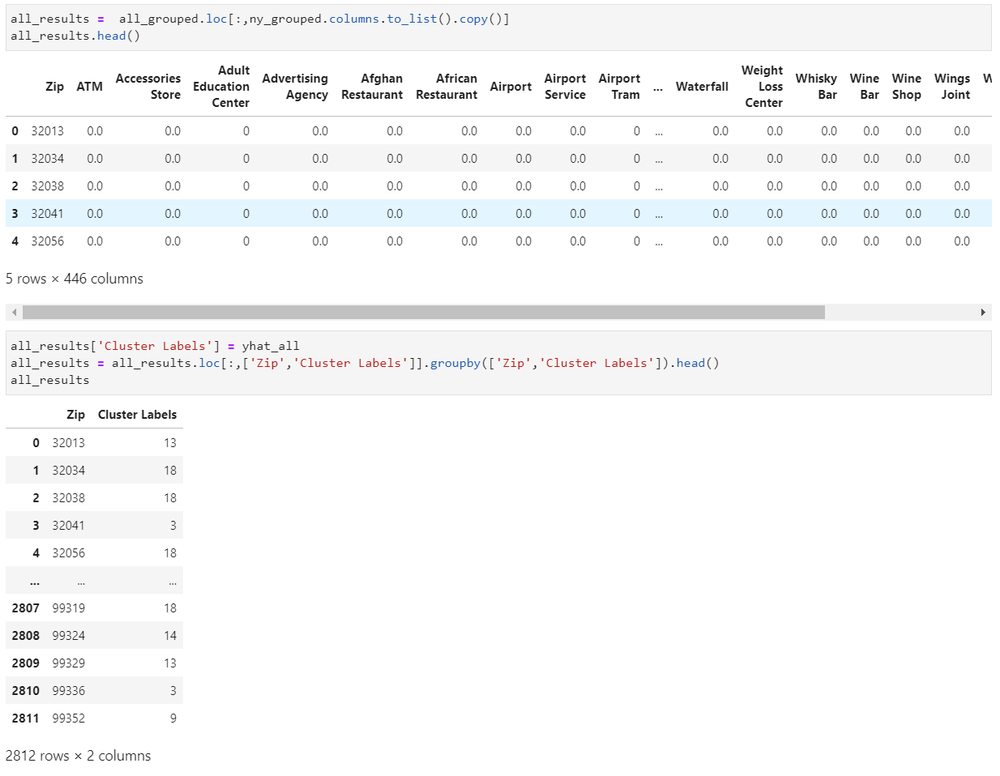 all_results =  all_grouped.loc[:,ny_grouped.columns.to_list().copy()]
all_results.head()
Zip ATM Accessories Store Adult Education Center Advertising Agency Afghan Restaurant African Restaurant Airport Airport Service Airport Tram ... Waterfall Weight Loss Center Whisky Bar Wine Bar Wine Shop Wings Joint W
0 32013 0.0 0.0 0 0.0 0.0 0.0 0.0 0.0 0 ... 0.0 0.0 0.0 0.0 0.0 0.0
1 32034 0.0 0.0 0 0.0 0.0 0.0 0.0 0.0 0 ... 0.0 0.0 0.0 0.0 0.0 0.0
2 32038 0.0 0.0 0 0.0 0.0 0.0 0.0 0.0 0 ... 0.0 0.0 0.0 0.0 0.0 0.0
3 32041 0.0 0.0 0 0.0 0.0 0.0 0.0 0.0 0 ... 0.0 0.0 0.0 0.0 0.0 0.0
4 32056 0.0 0.0 0 0.0 0.0 0.0 0.0 0.0 0 ... 0.0 0.0 0.0 0.0 0.0 0.0
5 rows × 446 columns
all_results['Cluster Labels'] = yhat_all
all_results = all_results.loc[:,['Zip','Cluster Labels']].groupby(['Zip','Cluster Labels']).head()
all_results
Zip Cluster Labels
0 32013 13
1 32034 18
2 32038 18
3 32041 3
4 32056 18
... ... ...
2807 99319 18
2808 99324 14
2809 99329 13
2810 99336 3
2811 99352 9
2812 rows × 2 columns